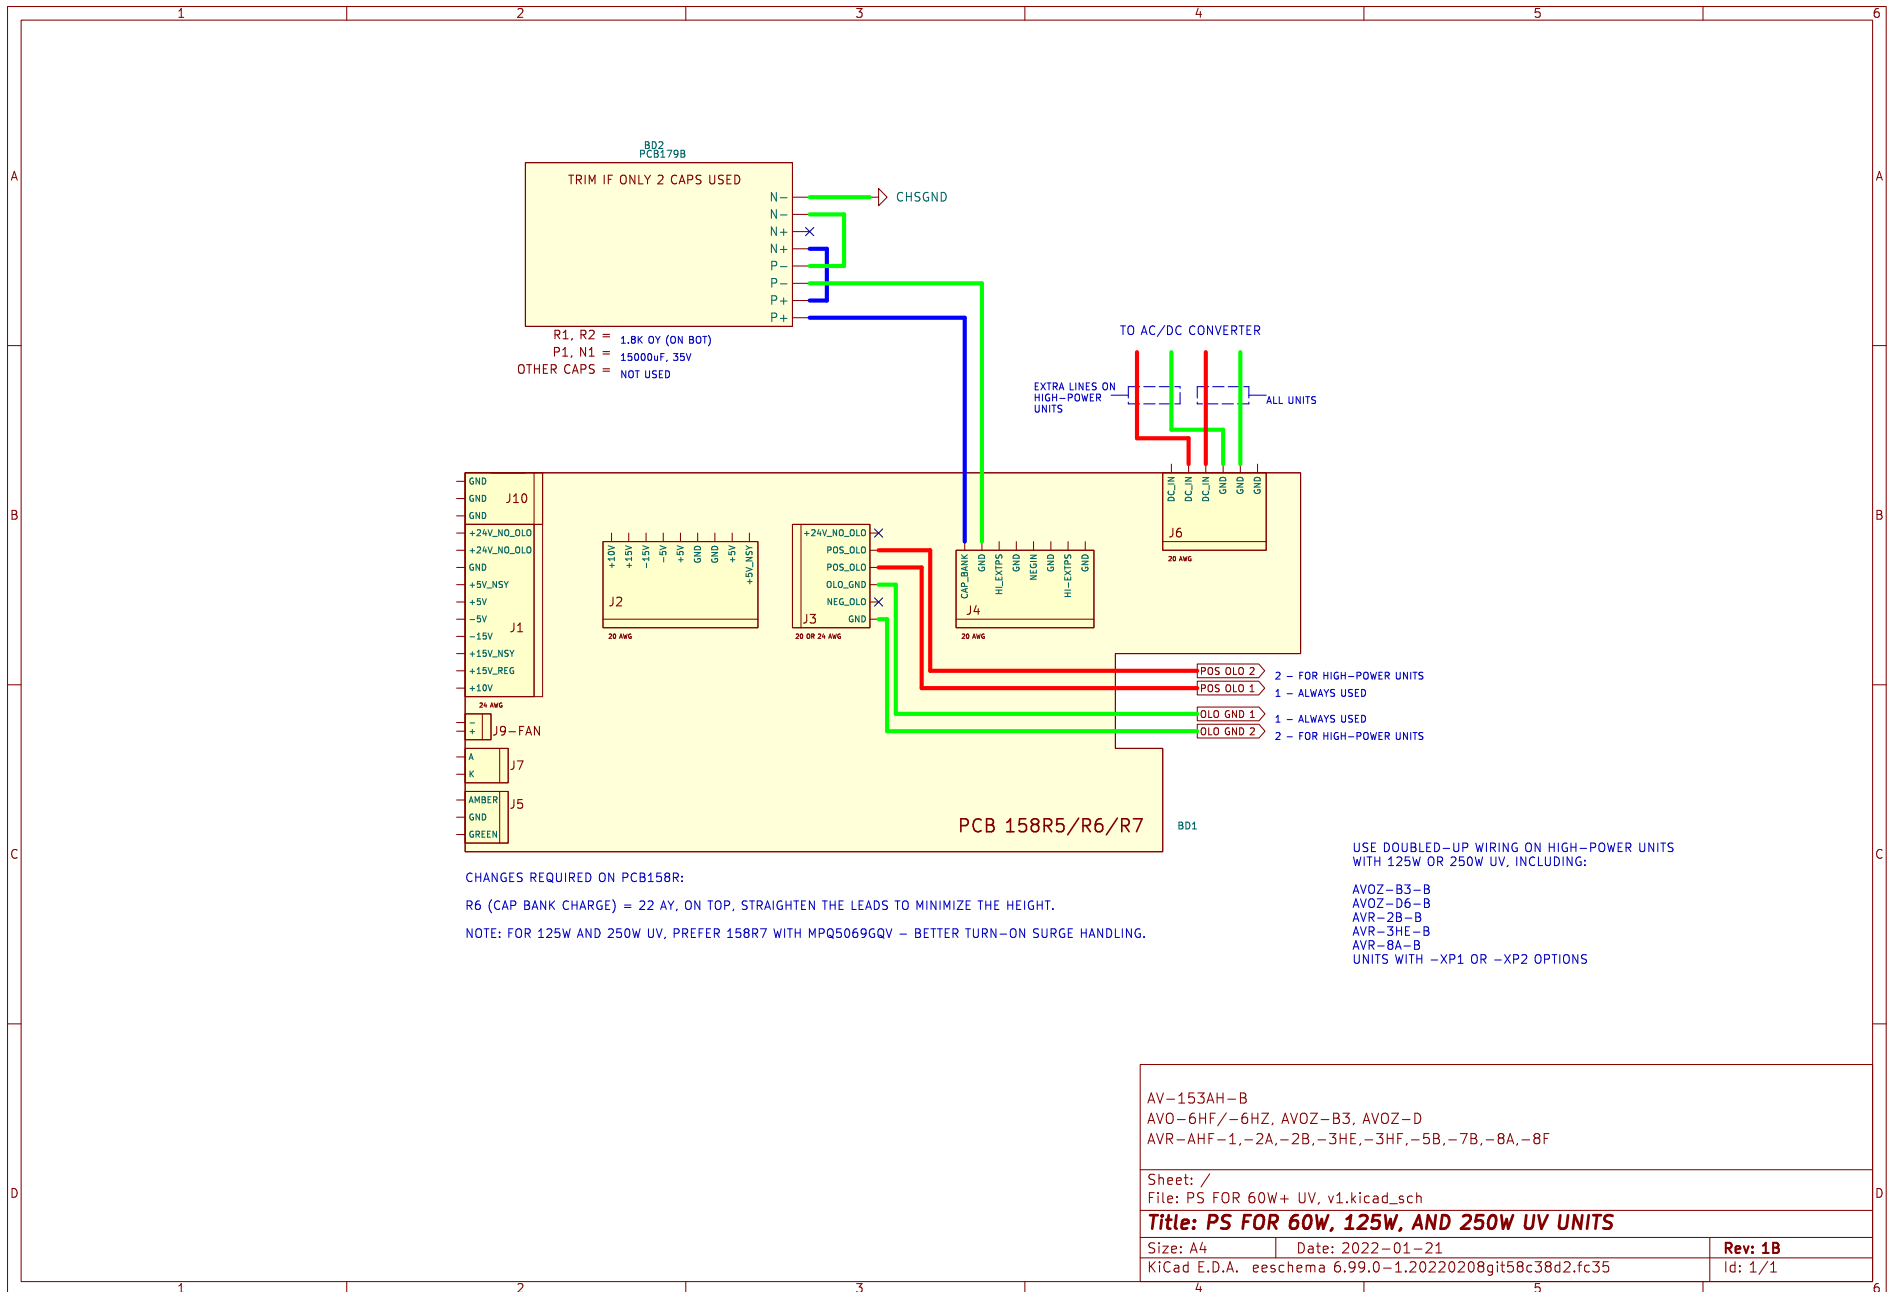 1 2 3 4 5 6
A A
BD2
PCB179B
TRIM IF ONLY 2 CAPS USED
N-
N-
N+
N+
P-
P-
P+
P+
CHSGND
R1, R2 = 1.8K OY (ON BOT)
P1, N1 = 15000uF, 35V
OTHER CAPS = NOT USED
TO AC/DC CONVERTER
EXTRA LINES ON
HIGH-POWER
UNITS
ALL UNITS
B B
GND
GND
GND
J10
+24V_NO_OLO
+24V_NO_OLO
GND
+5V_NSY
+5V
-5V
-15V
+15V_NSY
+15V_REG
+10V
J1
24 AWG
+10V
+15V
-15V
-5V
+5V
GND
GND
+5V
+5V_NSY
J2
20 AWG
+24V_NO_OLO
POS_OLO
POS_OLO
OLO_GND
NEG_OLO
GND
J3
20 OR 24 AWG
CAP_BANK
GND
HI_EXTPS
GND
NEGIN
GND
HI-EXTPS
GND
J4
20 AWG
DC_IN
DC_IN
DC_IN
GND
GND
GND
J6
20 AWG
POS OLO 2 2 - FOR HIGH-POWER UNITS
POS OLO 1 1 - ALWAYS USED
OLO GND 1 1 - ALWAYS USED
OLO GND 2 2 - FOR HIGH-POWER UNITS
-
+
J9-FAN
A
K
J7
AMBER
GND
GREEN
J5
PCB 158R5/R6/R7
BD1
C C
CHANGES REQUIRED ON PCB158R:
R6 (CAP BANK CHARGE) = 22 AY, ON TOP, STRAIGHTEN THE LEADS TO MINIMIZE THE HEIGHT.
NOTE: FOR 125W AND 250W UV, PREFER 158R7 WITH MPQ5069GQV - BETTER TURN-ON SURGE HANDLING.
USE DOUBLED-UP WIRING ON HIGH-POWER UNITS
WITH 125W OR 250W UV, INCLUDING:
AVOZ-B3-B
AVOZ-D6-B
AVR-2B-B
AVR-3HE-B
AVR-8A-B
UNITS WITH -XP1 OR -XP2 OPTIONS
D D
AV-153AH-B
AVO-6HF/-6HZ, AVOZ-B3, AVOZ-D
AVR-AHF-1,-2A,-2B,-3HE,-3HF,-5B,-7B,-8A,-8F
Sheet: /
File: PS FOR 60W+ UV, v1.kicad_sch
Title: PS FOR 60W, 125W, AND 250W UV UNITS
Size: A4 Date: 2022-01-21 Rev: 1B
KiCad E.D.A. eeschema 6.99.0-1.20220208git58c38d2.fc35 Id: 1/1
1 2 3 4 5 6